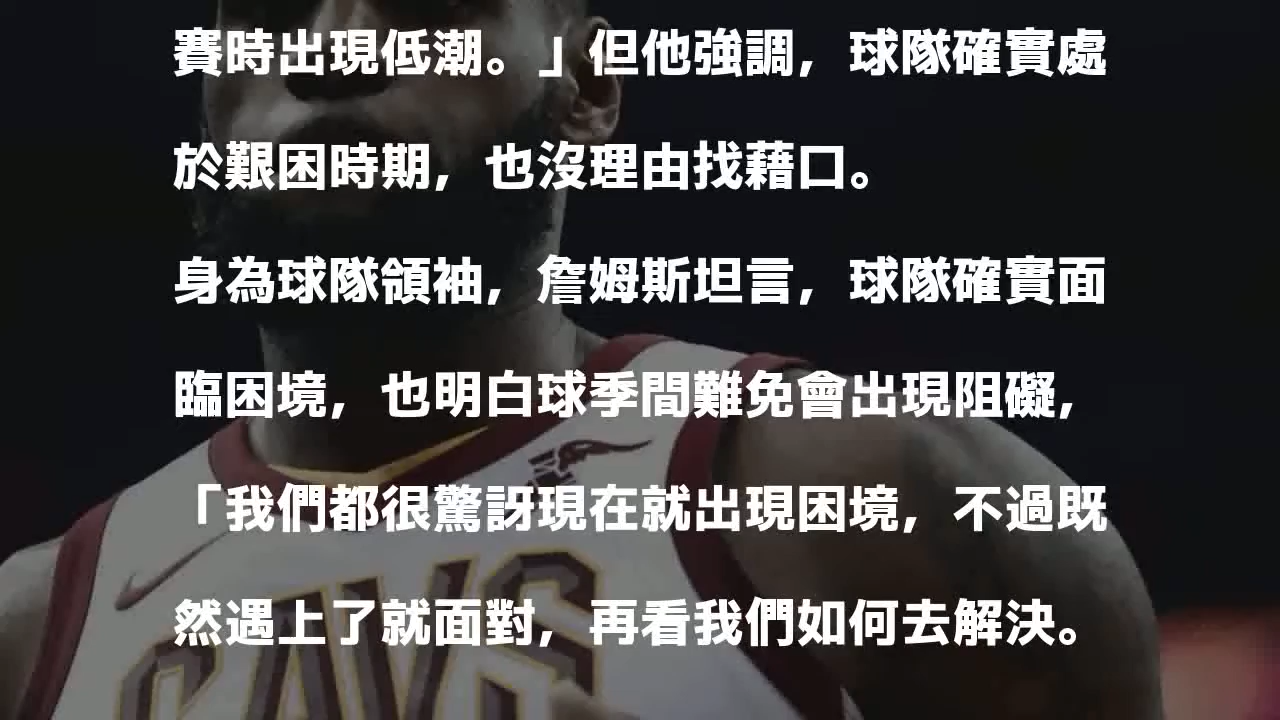 賽時出現低潮。」但他強調，球隊確實處
於艱困時期，也沒理由找藉口。
身為球隊領袖，詹姆斯坦言，球隊確實面
臨困境，也明白球季間難免會出現阻礙，
「我們都很驚訝現在就出現困境，不過既
然遇上了就面對，再看我們如何去解決。
CAVS